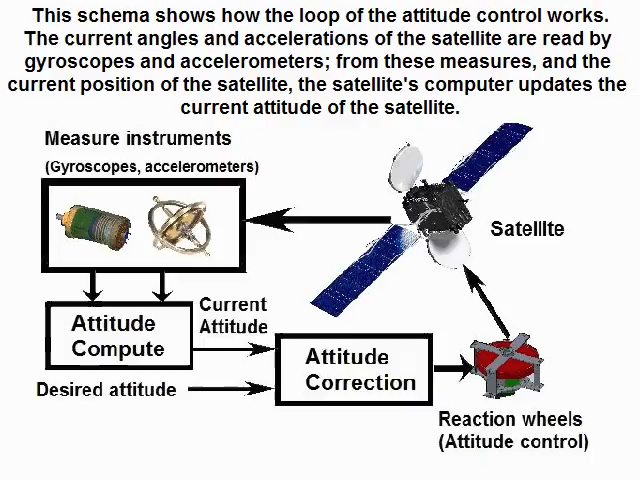 This schema shows how the loop of the attitude control works.
The current angles and accelerations of the satellite are read by
gyroscopes and accelerometers; from these measures, and the
current position of the satellite, the satellite's computer updates the
current attitude of the satellite.
Measure instruments
(Gyroscopes, accelerometers)
Satellite
Current
Attitude
Attitude
Compute
Attitude
Correction
Desired attitude
Reaction wheels
(Attitude control)